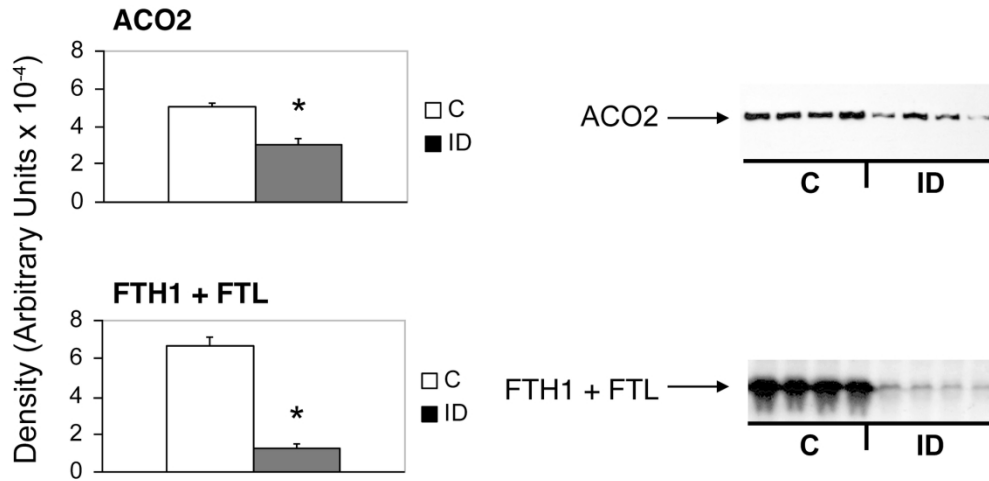 Density (Arbitrary Units x 10⁻⁴)
ACO2
8
6
4
2
0
*
C
ID
ACO2
C
ID
FTH1 + FTL
8
6
4
2
0
*
C
ID
FTH1 + FTL
C
ID